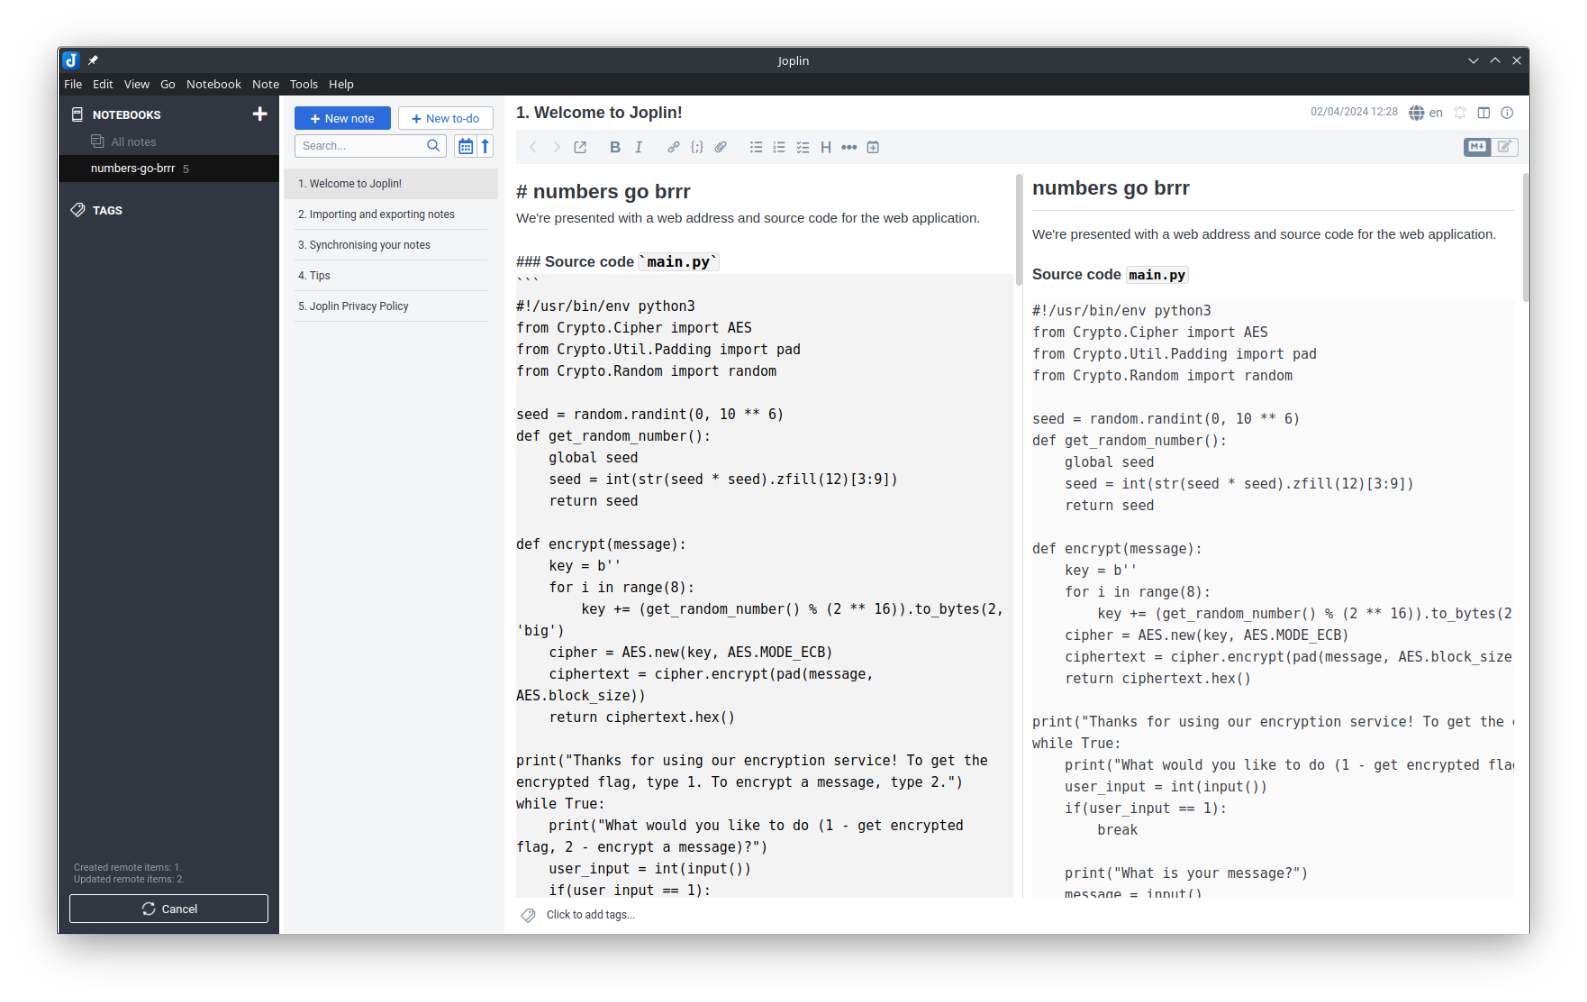 Joplin
File Edit View Go Notebook Note Tools Help
NOTEBOOKS
All notes
numbers-go-brrr 5
TAGS
Created remote items: 1.
Updated remote items: 2.
Cancel
New note
New to-do
Search...
1. Welcome to Joplin!
2. Importing and exporting notes
3. Synchronising your notes
4. Tips
5. Joplin Privacy Policy
1. Welcome to Joplin!
02/04/2024 12:28
en
# numbers go brrr
We're presented with a web address and source code for the web application.
### Source code `main.py`
```
#!/usr/bin/env python3
from Crypto.Cipher import AES
from Crypto.Util.Padding import pad
from Crypto.Random import random
seed = random.randint(0, 10 ** 6)
def get_random_number():
    global seed
    seed = int(str(seed * seed).zfill(12)[3:9])
    return seed
def encrypt(message):
    key = b''
    for i in range(8):
        key += (get_random_number() % (2 ** 16)).to_bytes(2,
'big')
    cipher = AES.new(key, AES.MODE_ECB)
    ciphertext = cipher.encrypt(pad(message,
AES.block_size))
    return ciphertext.hex()
print("Thanks for using our encryption service! To get the
encrypted flag, type 1. To encrypt a message, type 2.")
while True:
    print("What would you like to do (1 - get encrypted
flag, 2 - encrypt a message)?")
    user_input = int(input())
    if(user_input == 1):
Click to add tags...
numbers go brrr
We're presented with a web address and source code for the web application.
Source code main.py
#!/usr/bin/env python3
from Crypto.Cipher import AES
from Crypto.Util.Padding import pad
from Crypto.Random import random
seed = random.randint(0, 10 ** 6)
def get_random_number():
    global seed
    seed = int(str(seed * seed).zfill(12)[3:9])
    return seed
def encrypt(message):
    key = b''
    for i in range(8):
        key += (get_random_number() % (2 ** 16)).to_bytes(2
    cipher = AES.new(key, AES.MODE_ECB)
    ciphertext = cipher.encrypt(pad(message, AES.block_size
    return ciphertext.hex()
print("Thanks for using our encryption service! To get the
while True:
    print("What would you like to do (1 - get encrypted fla
    user_input = int(input())
    if(user_input == 1):
        break
    print("What is your message?")
    message = input()